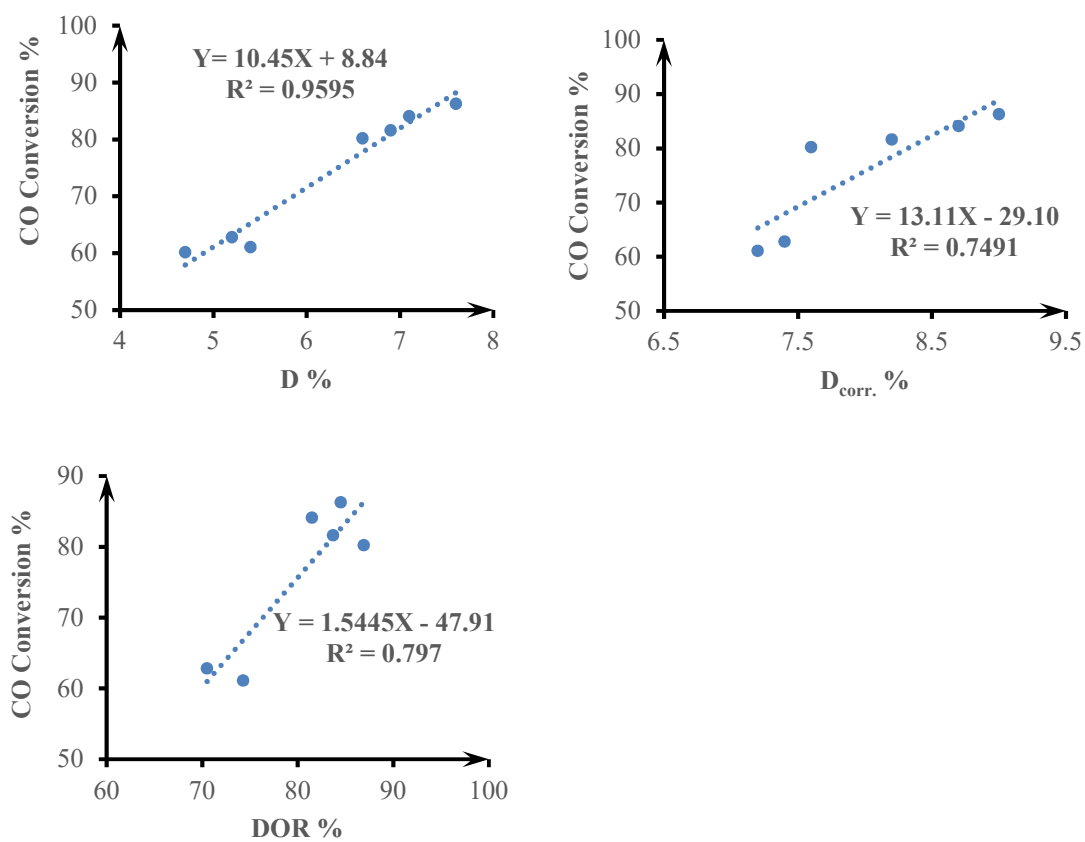 100
90
80
70
60
50
CO Conversion %
Y= 10.45X + 8.84
R² = 0.9595
4 5 6 7 8
D %
100
90
80
70
60
50
CO Conversion %
Y = 13.11X - 29.10
R² = 0.7491
6.5 7.5 8.5 9.5
Dcorr. %
90
80
70
60
50
CO Conversion %
Y = 1.5445X - 47.91
R² = 0.797
60 70 80 90 100
DOR %